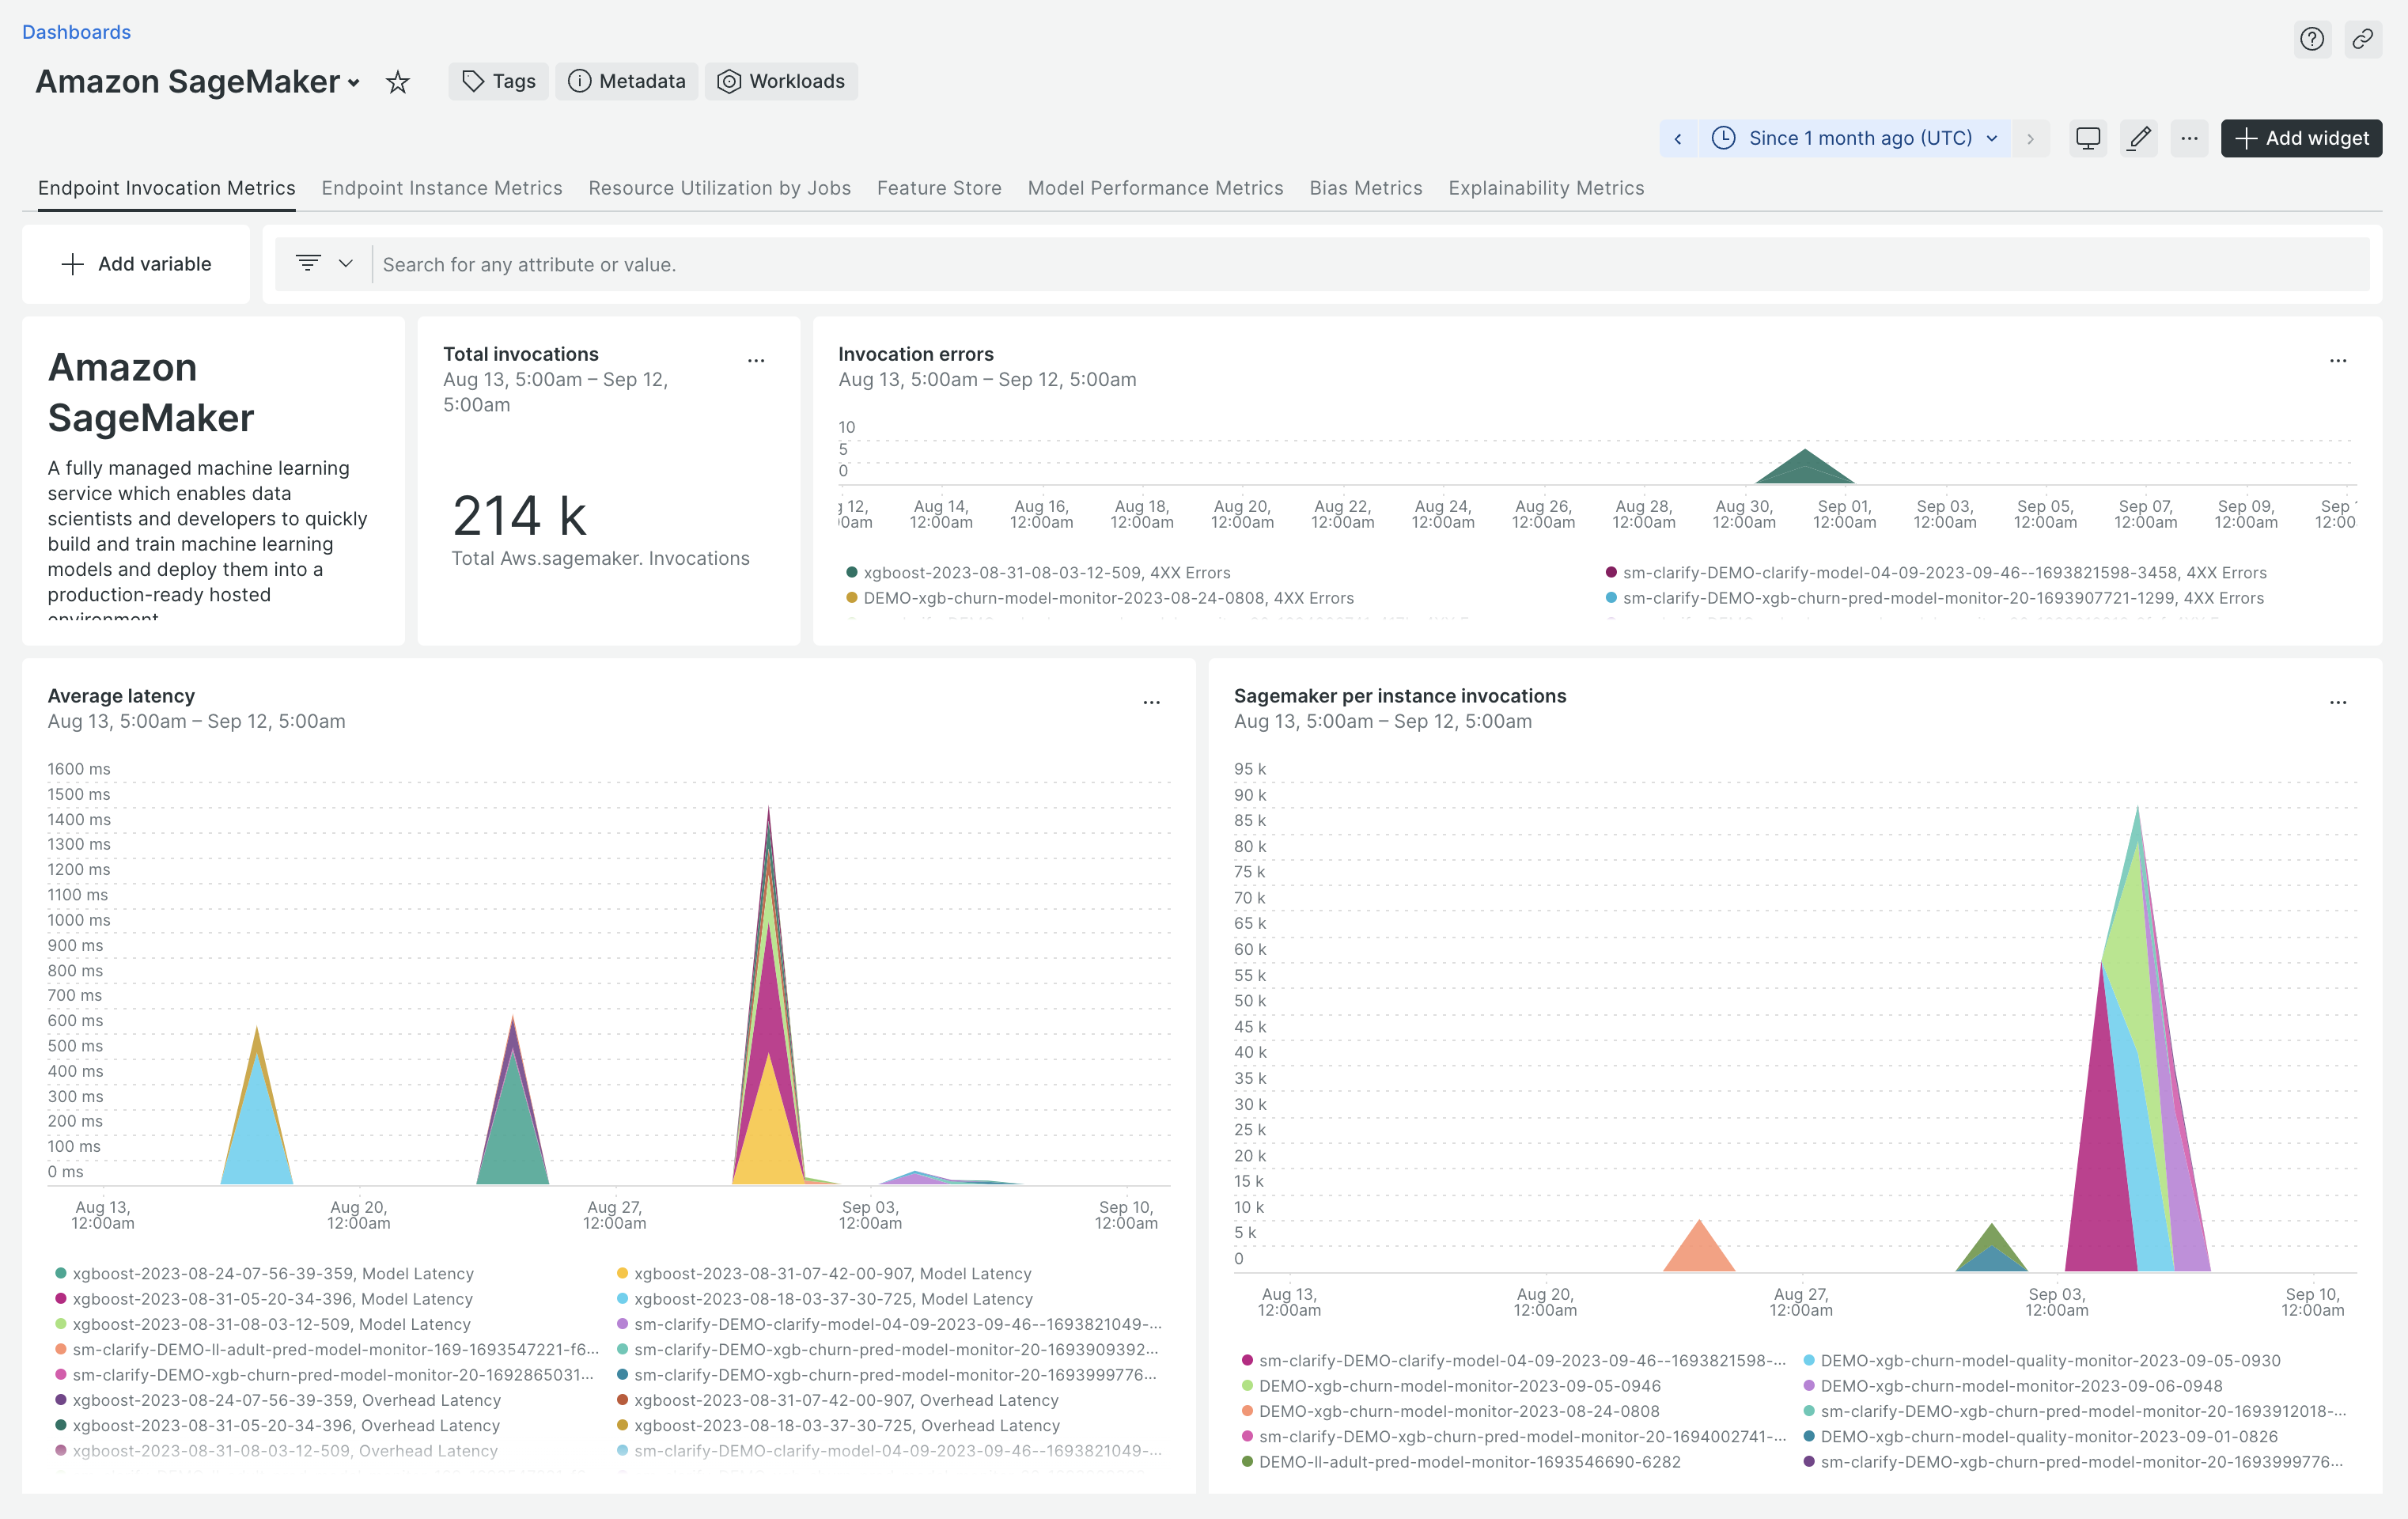 Dashboards
Amazon SageMaker
Tags
Metadata
Workloads
Since 1 month ago (UTC)
Add widget
Endpoint Invocation Metrics
Endpoint Instance Metrics
Resource Utilization by Jobs
Feature Store
Model Performance Metrics
Bias Metrics
Explainability Metrics
Add variable
Search for any attribute or value.
Amazon
SageMaker
A fully managed machine learning
service which enables data
scientists and developers to quickly
build and train machine learning
models and deploy them into a
production-ready hosted
environment
Total invocations
Aug 13, 5:00am – Sep 12,
5:00am
214 k
Total Aws.sagemaker. Invocations
Invocation errors
Aug 13, 5:00am – Sep 12, 5:00am
10
5
0
12,
Aug 14,
Aug 16,
Aug 18,
Aug 20,
Aug 22,
Aug 24,
Aug 26,
Aug 28,
Aug 30,
Sep 01,
Sep 03,
Sep 05,
Sep 07,
Sep 09,
Sep
0am
12:00am
12:00am
12:00am
12:00am
12:00am
12:00am
12:00am
12:00am
12:00am
12:00am
12:00am
12:00am
12:00am
12:00am
12:00
xgboost-2023-08-31-08-03-12-509, 4XX Errors
sm-clarify-DEMO-clarify-model-04-09-2023-09-46--1693821598-3458, 4XX Errors
DEMO-xgb-churn-model-monitor-2023-08-24-0808, 4XX Errors
sm-clarify-DEMO-xgb-churn-pred-model-monitor-20-1693907721-1299, 4XX Errors
Average latency
Aug 13, 5:00am – Sep 12, 5:00am
1600 ms
1500 ms
1400 ms
1300 ms
1200 ms
1100 ms
1000 ms
900 ms
800 ms
700 ms
600 ms
500 ms
400 ms
300 ms
200 ms
100 ms
0 ms
Aug 13,
Aug 20,
Aug 27,
Sep 03,
Sep 10,
12:00am
12:00am
12:00am
12:00am
12:00am
xgboost-2023-08-24-07-56-39-359, Model Latency
xgboost-2023-08-31-07-42-00-907, Model Latency
xgboost-2023-08-31-05-20-34-396, Model Latency
xgboost-2023-08-18-03-37-30-725, Model Latency
xgboost-2023-08-31-08-03-12-509, Model Latency
sm-clarify-DEMO-clarify-model-04-09-2023-09-46--1693821049-...
sm-clarify-DEMO-ll-adult-pred-model-monitor-169-1693547221-f6...
sm-clarify-DEMO-xgb-churn-pred-model-monitor-20-1693909392...
sm-clarify-DEMO-xgb-churn-pred-model-monitor-20-1692865031...
sm-clarify-DEMO-xgb-churn-pred-model-monitor-20-1693999776...
xgboost-2023-08-24-07-56-39-359, Overhead Latency
xgboost-2023-08-31-07-42-00-907, Overhead Latency
xgboost-2023-08-31-05-20-34-396, Overhead Latency
xgboost-2023-08-18-03-37-30-725, Overhead Latency
xgboost-2023-08-31-08-03-12-509, Overhead Latency
sm-clarify-DEMO-clarify-model-04-09-2023-09-46--1693821049-...
Sagemaker per instance invocations
Aug 13, 5:00am – Sep 12, 5:00am
95 k
90 k
85 k
80 k
75 k
70 k
65 k
60 k
55 k
50 k
45 k
40 k
35 k
30 k
25 k
20 k
15 k
10 k
5 k
0
Aug 13,
Aug 20,
Aug 27,
Sep 03,
Sep 10,
12:00am
12:00am
12:00am
12:00am
12:00am
sm-clarify-DEMO-clarify-model-04-09-2023-09-46--1693821598-...
DEMO-xgb-churn-model-quality-monitor-2023-09-05-0930
DEMO-xgb-churn-model-monitor-2023-09-05-0946
DEMO-xgb-churn-model-monitor-2023-09-06-0948
DEMO-xgb-churn-model-monitor-2023-08-24-0808
sm-clarify-DEMO-xgb-churn-pred-model-monitor-20-1693912018-...
sm-clarify-DEMO-xgb-churn-pred-model-monitor-20-1694002741-...
DEMO-xgb-churn-model-quality-monitor-2023-09-01-0826
DEMO-ll-adult-pred-model-monitor-1693546690-6282
sm-clarify-DEMO-xgb-churn-pred-model-monitor-20-1693999776...